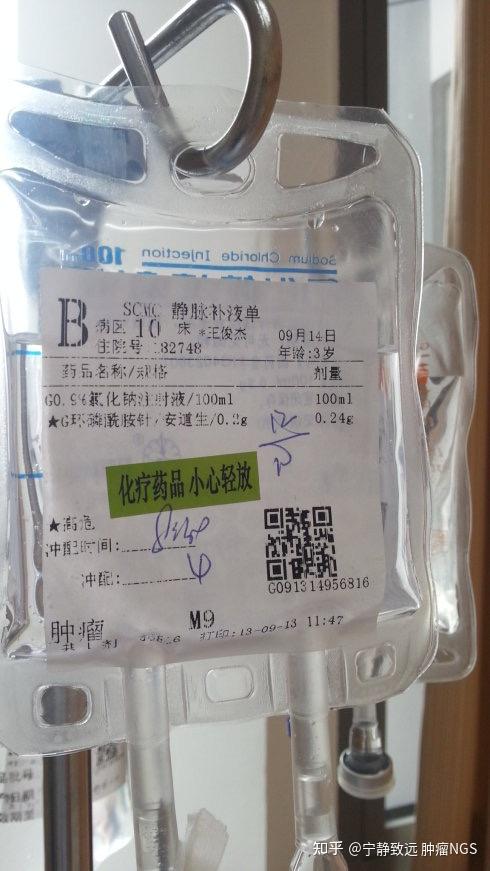 Sodium Chloride Injection
100
SCMC 静脉补液单
B 病区 10 床 *王俊杰 09月14日
住院号 :82748 年龄:3岁
药品名称/规格 剂量
G0.9%氯化钠注射液/100ml 100ml
★G环磷酰胺针/安道生/0.2g 0.24g
化疗药品 小心轻放
★高危
冲配时间:
冲配:
G091314956816
肿瘤 M9
打印:13-09-13 11:47
知乎 @宁静致远 肿瘤NGS